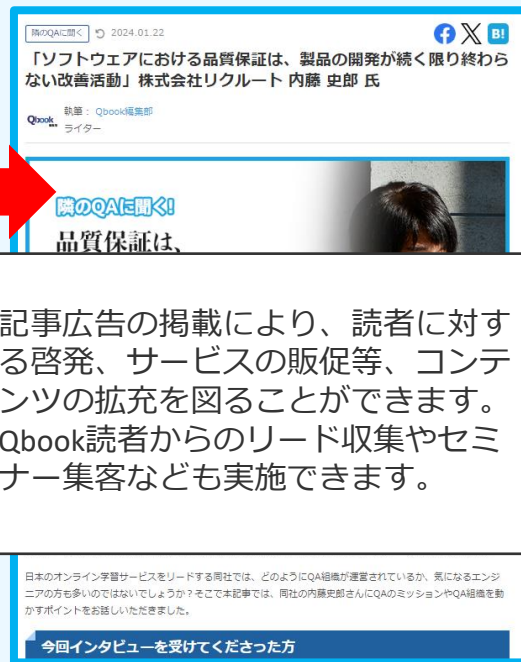 隣のQAに聞く 2024.01.22
「ソフトウェアにおける品質保証は、製品の開発が続く限り終わら
ない改善活動」株式会社リクルート 内藤 史郎 氏
Qbook 執筆： Qbook編集部
ライター
隣のQAに聞く!
品質保証は、
記事広告の掲載により、読者に対す
る啓発、サービスの販促等、コンテ
ンツの拡充を図ることができます。
Qbook読者からのリード収集やセミ
ナー集客なども実施できます。
日本のオンライン学習サービスをリードする同社では、どのようにQA組織が運営されているか、気になるエンジ
ニアの方も多いのではないでしょうか？そこで本記事では、同社の内藤史郎さんにQAのミッションやQA組織を動
かすポイントをお話しいただきました。
今回インタビューを受けてくださった方